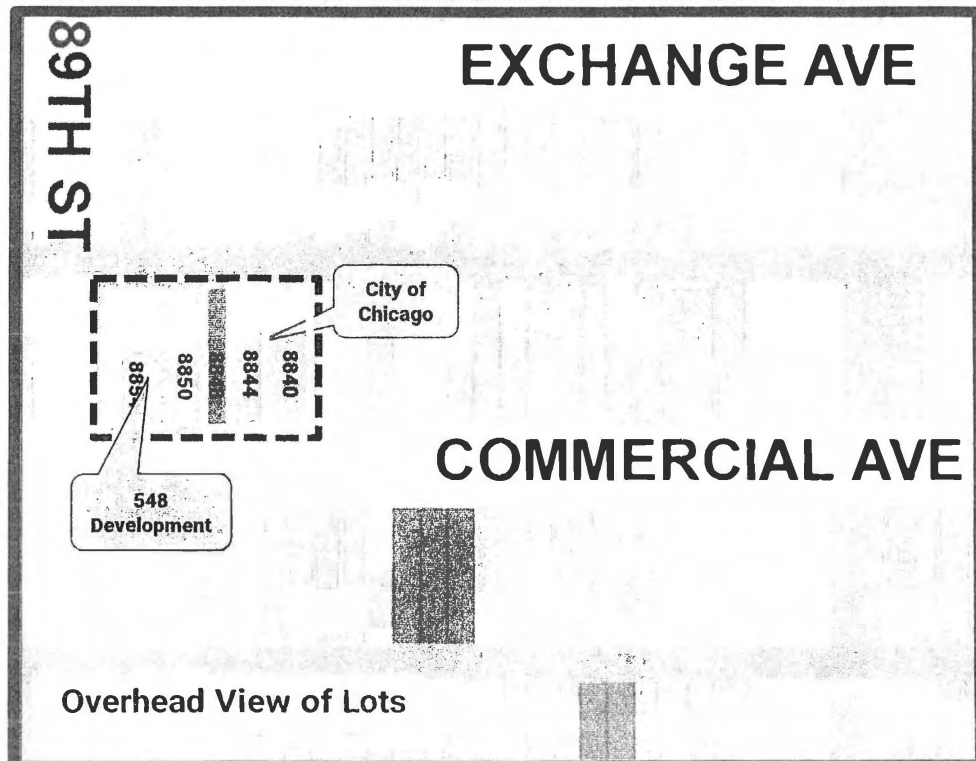 89TH ST
EXCHANGE AVE
City of
Chicago
8850
8844
8840
COMMERCIAL AVE
548
Development
Overhead View of Lots